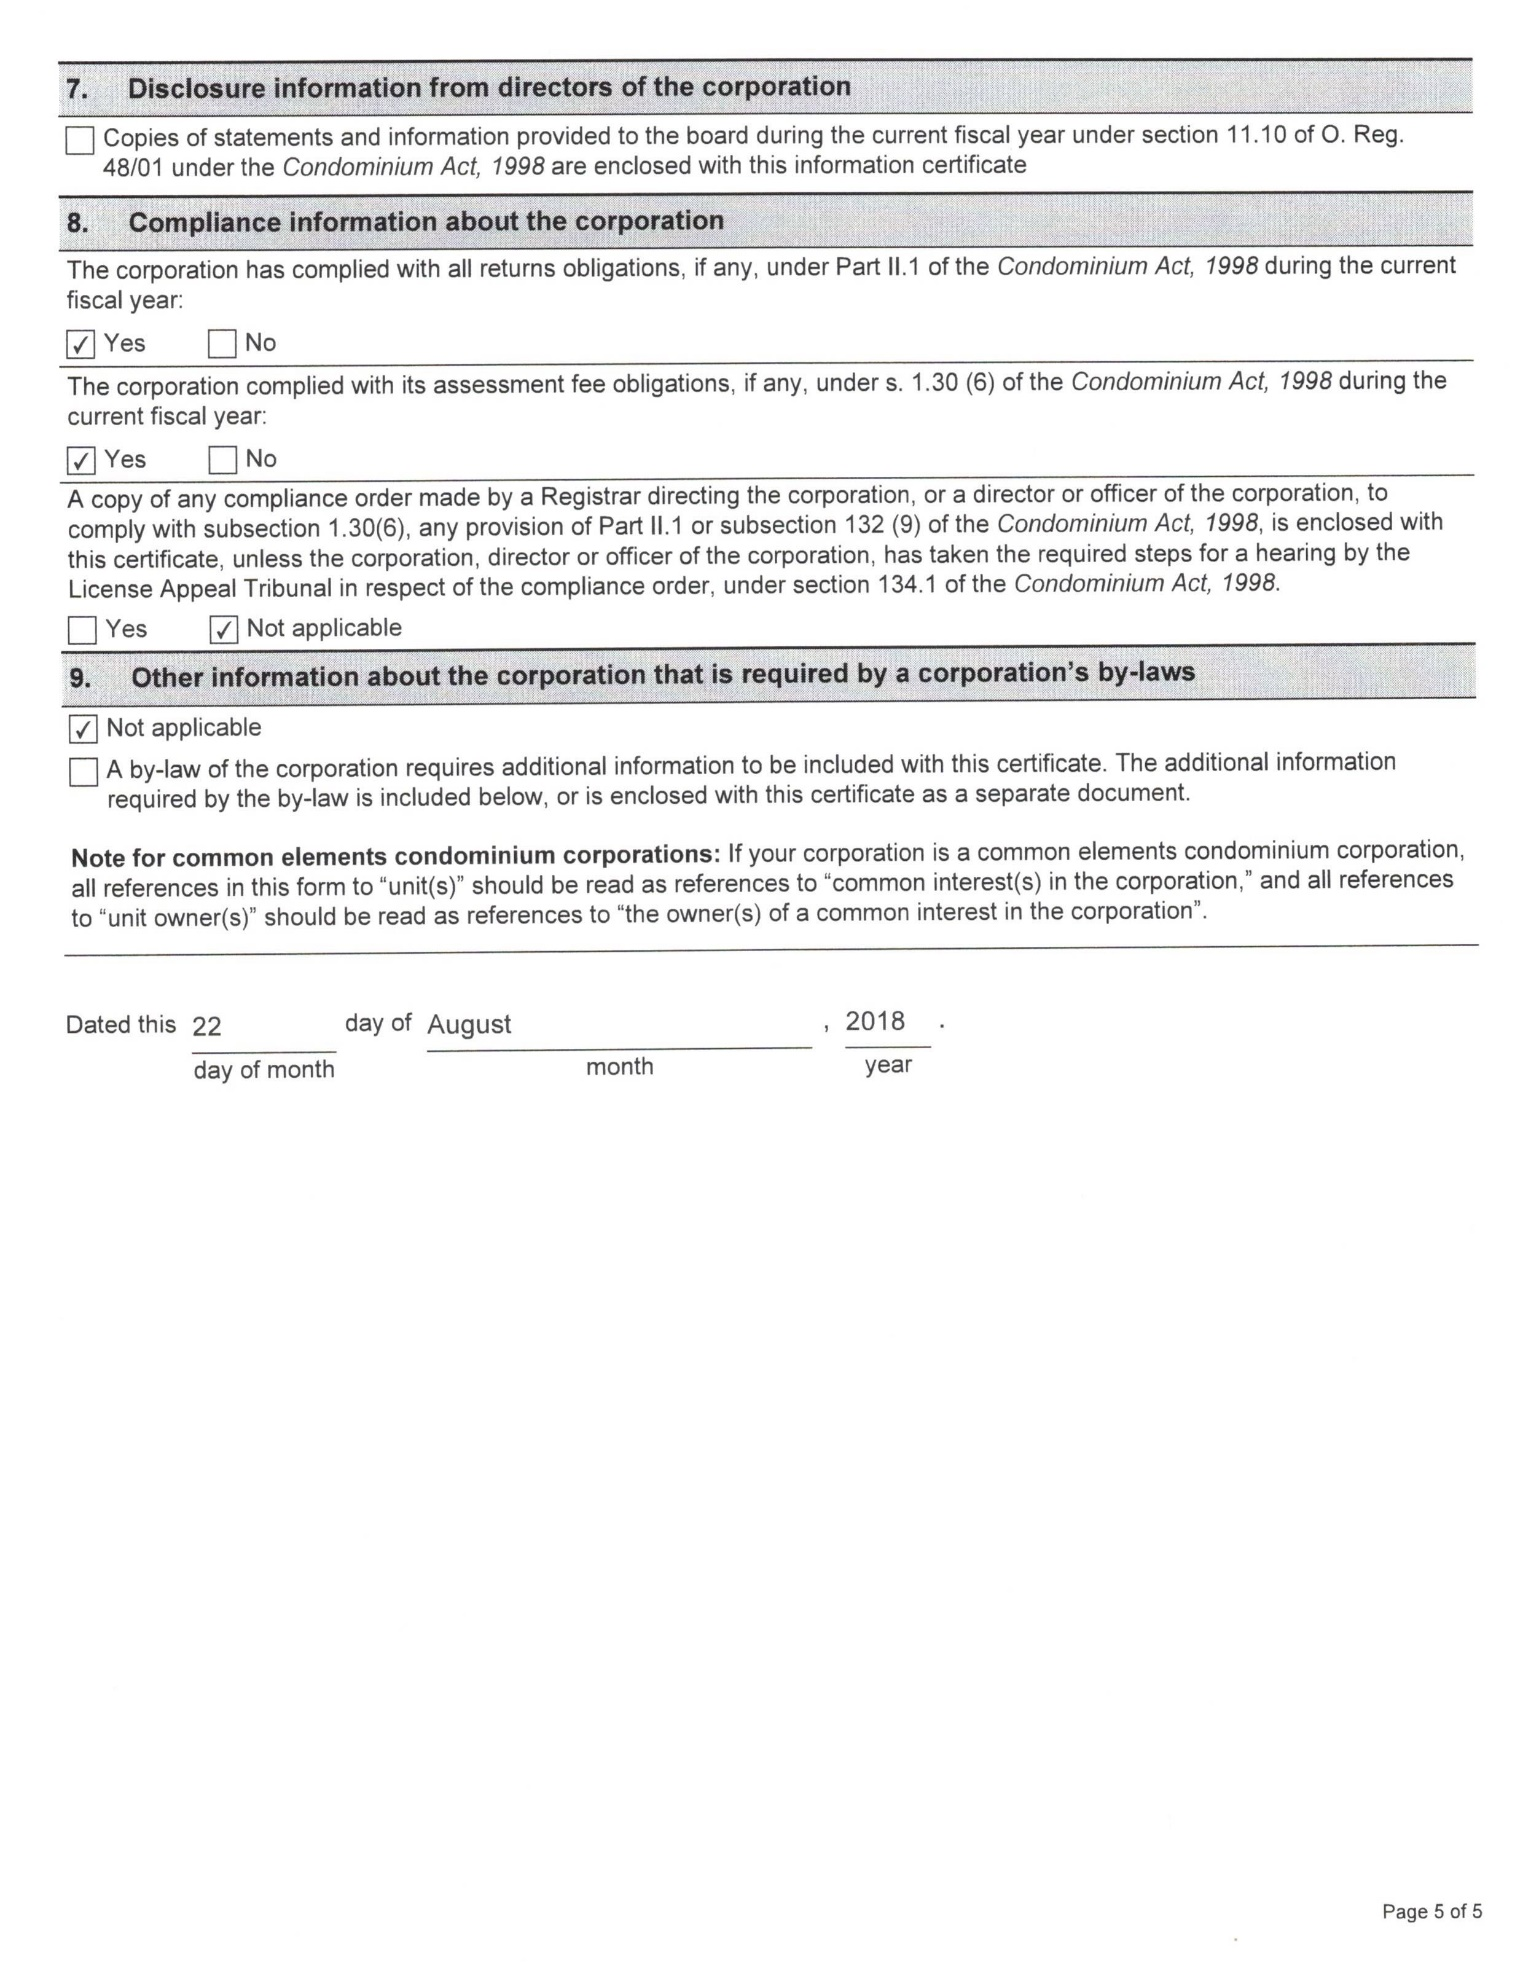 7. Disclosure information from directors of the corporation
☐ Copies of statements and information provided to the board during the current fiscal year under section 11.10 of O. Reg.
48/01 under the Condominium Act, 1998 are enclosed with this information certificate
8. Compliance information about the corporation
The corporation has complied with all returns obligations, if any, under Part II.1 of the Condominium Act, 1998 during the current
fiscal year:
☑ Yes ☐ No
The corporation complied with its assessment fee obligations, if any, under s. 1.30 (6) of the Condominium Act, 1998 during the
current fiscal year:
☑ Yes ☐ No
A copy of any compliance order made by a Registrar directing the corporation, or a director or officer of the corporation, to
comply with subsection 1.30(6), any provision of Part II.1 or subsection 132 (9) of the Condominium Act, 1998, is enclosed with
this certificate, unless the corporation, director or officer of the corporation, has taken the required steps for a hearing by the
License Appeal Tribunal in respect of the compliance order, under section 134.1 of the Condominium Act, 1998.
☐ Yes ☑ Not applicable
9. Other information about the corporation that is required by a corporation's by-laws
☑ Not applicable
☐ A by-law of the corporation requires additional information to be included with this certificate. The additional information
required by the by-law is included below, or is enclosed with this certificate as a separate document.
Note for common elements condominium corporations: If your corporation is a common elements condominium corporation,
all references in this form to “unit(s)” should be read as references to “common interest(s) in the corporation,” and all references
to “unit owner(s)” should be read as references to “the owner(s) of a common interest in the corporation”.
Dated this 22 day of August , 2018 .
day of month month year
Page 5 of 5